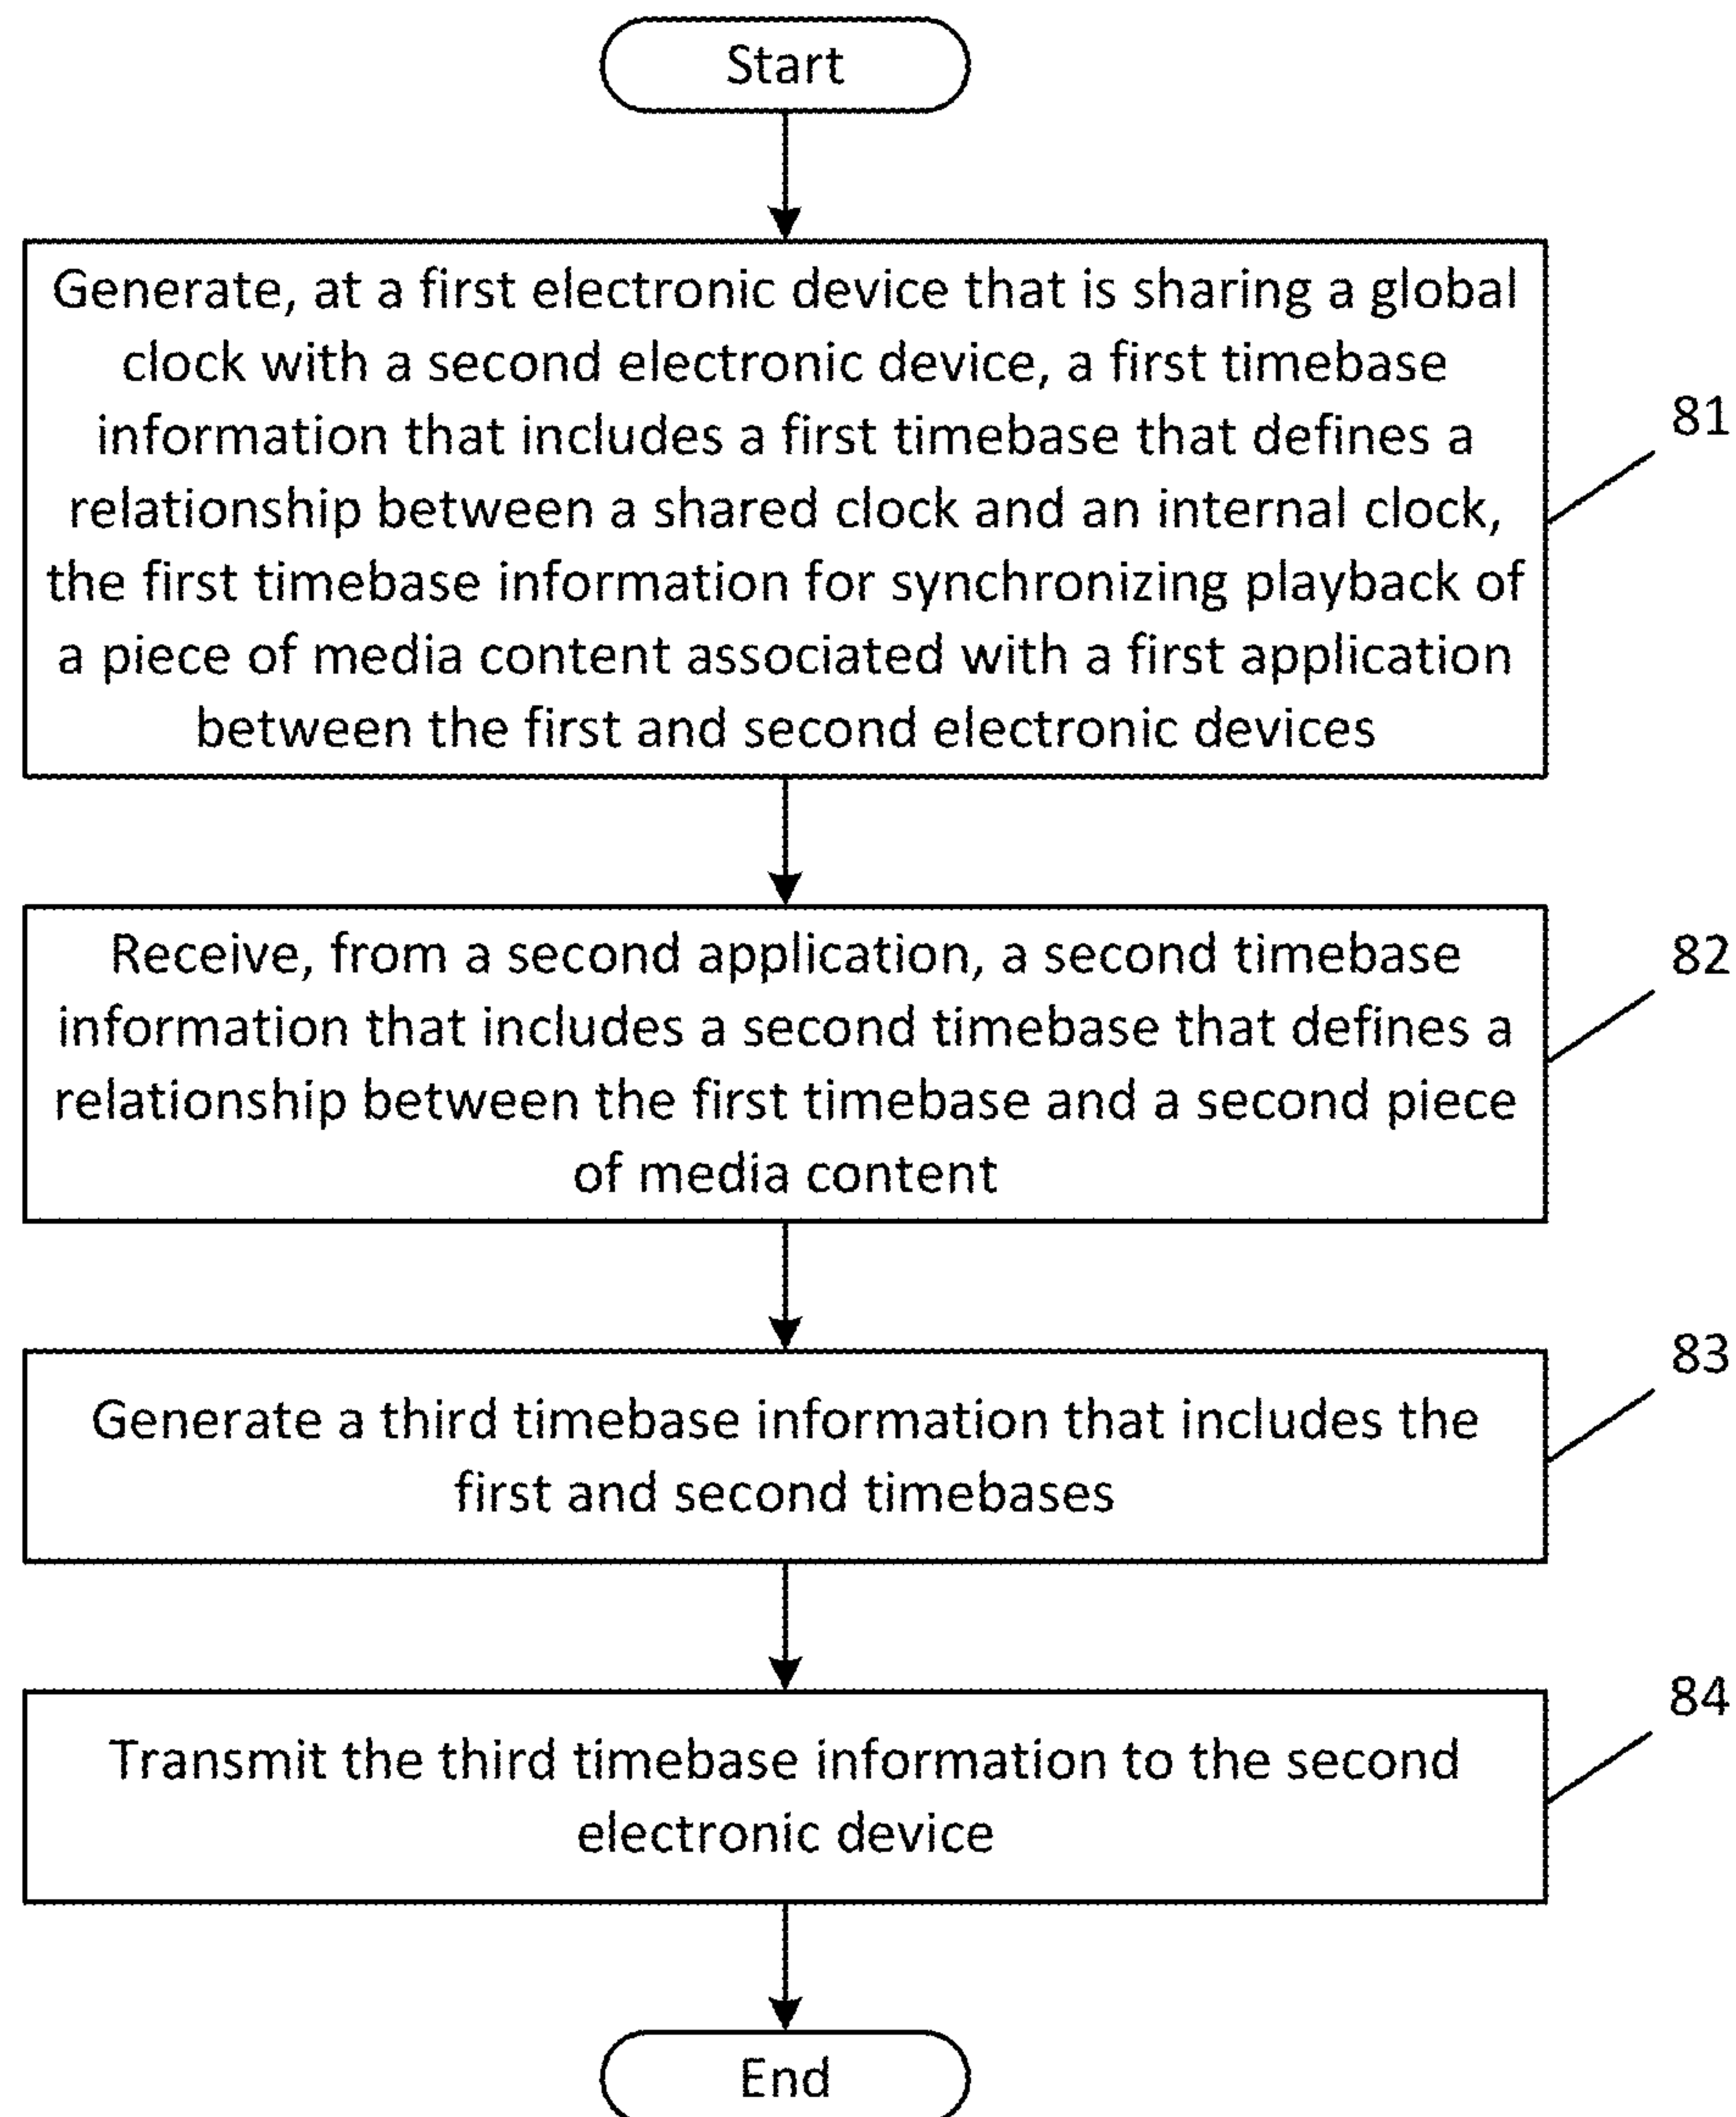 Start
Generate, at a first electronic device that is sharing a global
clock with a second electronic device, a first timebase
information that includes a first timebase that defines a
relationship between a shared clock and an internal clock,
the first timebase information for synchronizing playback of
a piece of media content associated with a first application
between the first and second electronic devices
81
Receive, from a second application, a second timebase
information that includes a second timebase that defines a
relationship between the first timebase and a second piece
of media content
82
Generate a third timebase information that includes the
first and second timebases
83
Transmit the third timebase information to the second
electronic device
84
End